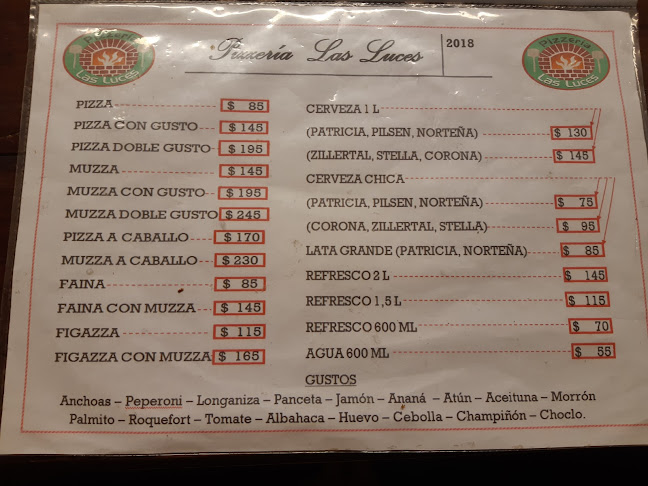 Pizzería Las Luces
Pizzería Las Luces 2018
Pizzería Las Luces
PIZZA $ 85
PIZZA CON GUSTO $ 145
PIZZA DOBLE GUSTO $ 195
MUZZA $ 145
MUZZA CON GUSTO $ 195
MUZZA DOBLE GUSTO $ 245
PIZZA A CABALLO $ 170
MUZZA A CABALLO $ 230
FAINA $ 85
FAINA CON MUZZA $ 145
FIGAZZA $ 115
FIGAZZA CON MUZZA $ 165
CERVEZA 1 L
(PATRICIA, PILSEN, NORTEÑA) $ 130
(ZILLERTAL, STELLA, CORONA) $ 145
CERVEZA CHICA
(PATRICIA, PILSEN, NORTEÑA) $ 75
(CORONA, ZILLERTAL, STELLA) $ 95
LATA GRANDE (PATRICIA, NORTEÑA) $ 85
REFRESCO 2 L $ 145
REFRESCO 1,5 L $ 115
REFRESCO 600 ML $ 70
AGUA 600 ML $ 55
GUSTOS
Anchoas – Peperoni – Longaniza – Panceta – Jamón – Ananá – Atún – Aceituna – Morrón
Palmito – Roquefort – Tomate – Albahaca – Huevo – Cebolla – Champiñón – Choclo.